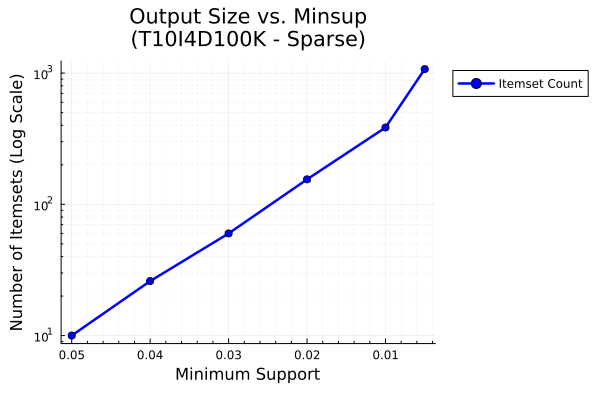 Output Size vs. Minsup
(T10I4D100K - Sparse)
Number of Itemsets (Log Scale)
10³
10²
10¹
0.05 0.04 0.03 0.02 0.01
Minimum Support
Itemset Count